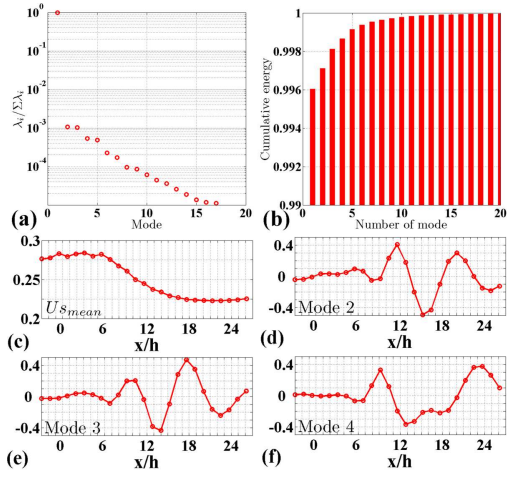 10^0
10^-1
10^-2
10^-3
10^-4
λ_i/Σλ_i
0 5 10 15 20
Mode
(a)
1
0.998
0.996
0.994
0.992
0.99
Cumulative energy
0 5 10 15 20
Number of mode
(b)
0.3
0.25
0.2
Us_mean
0 6 12 18 24
x/h
(c)
0.4
0
-0.4
Mode 2
0 6 12 18 24
x/h
(d)
0.4
0
-0.4
Mode 3
0 6 12 18 24
x/h
(e)
0.4
0
-0.4
Mode 4
0 6 12 18 24
x/h
(f)